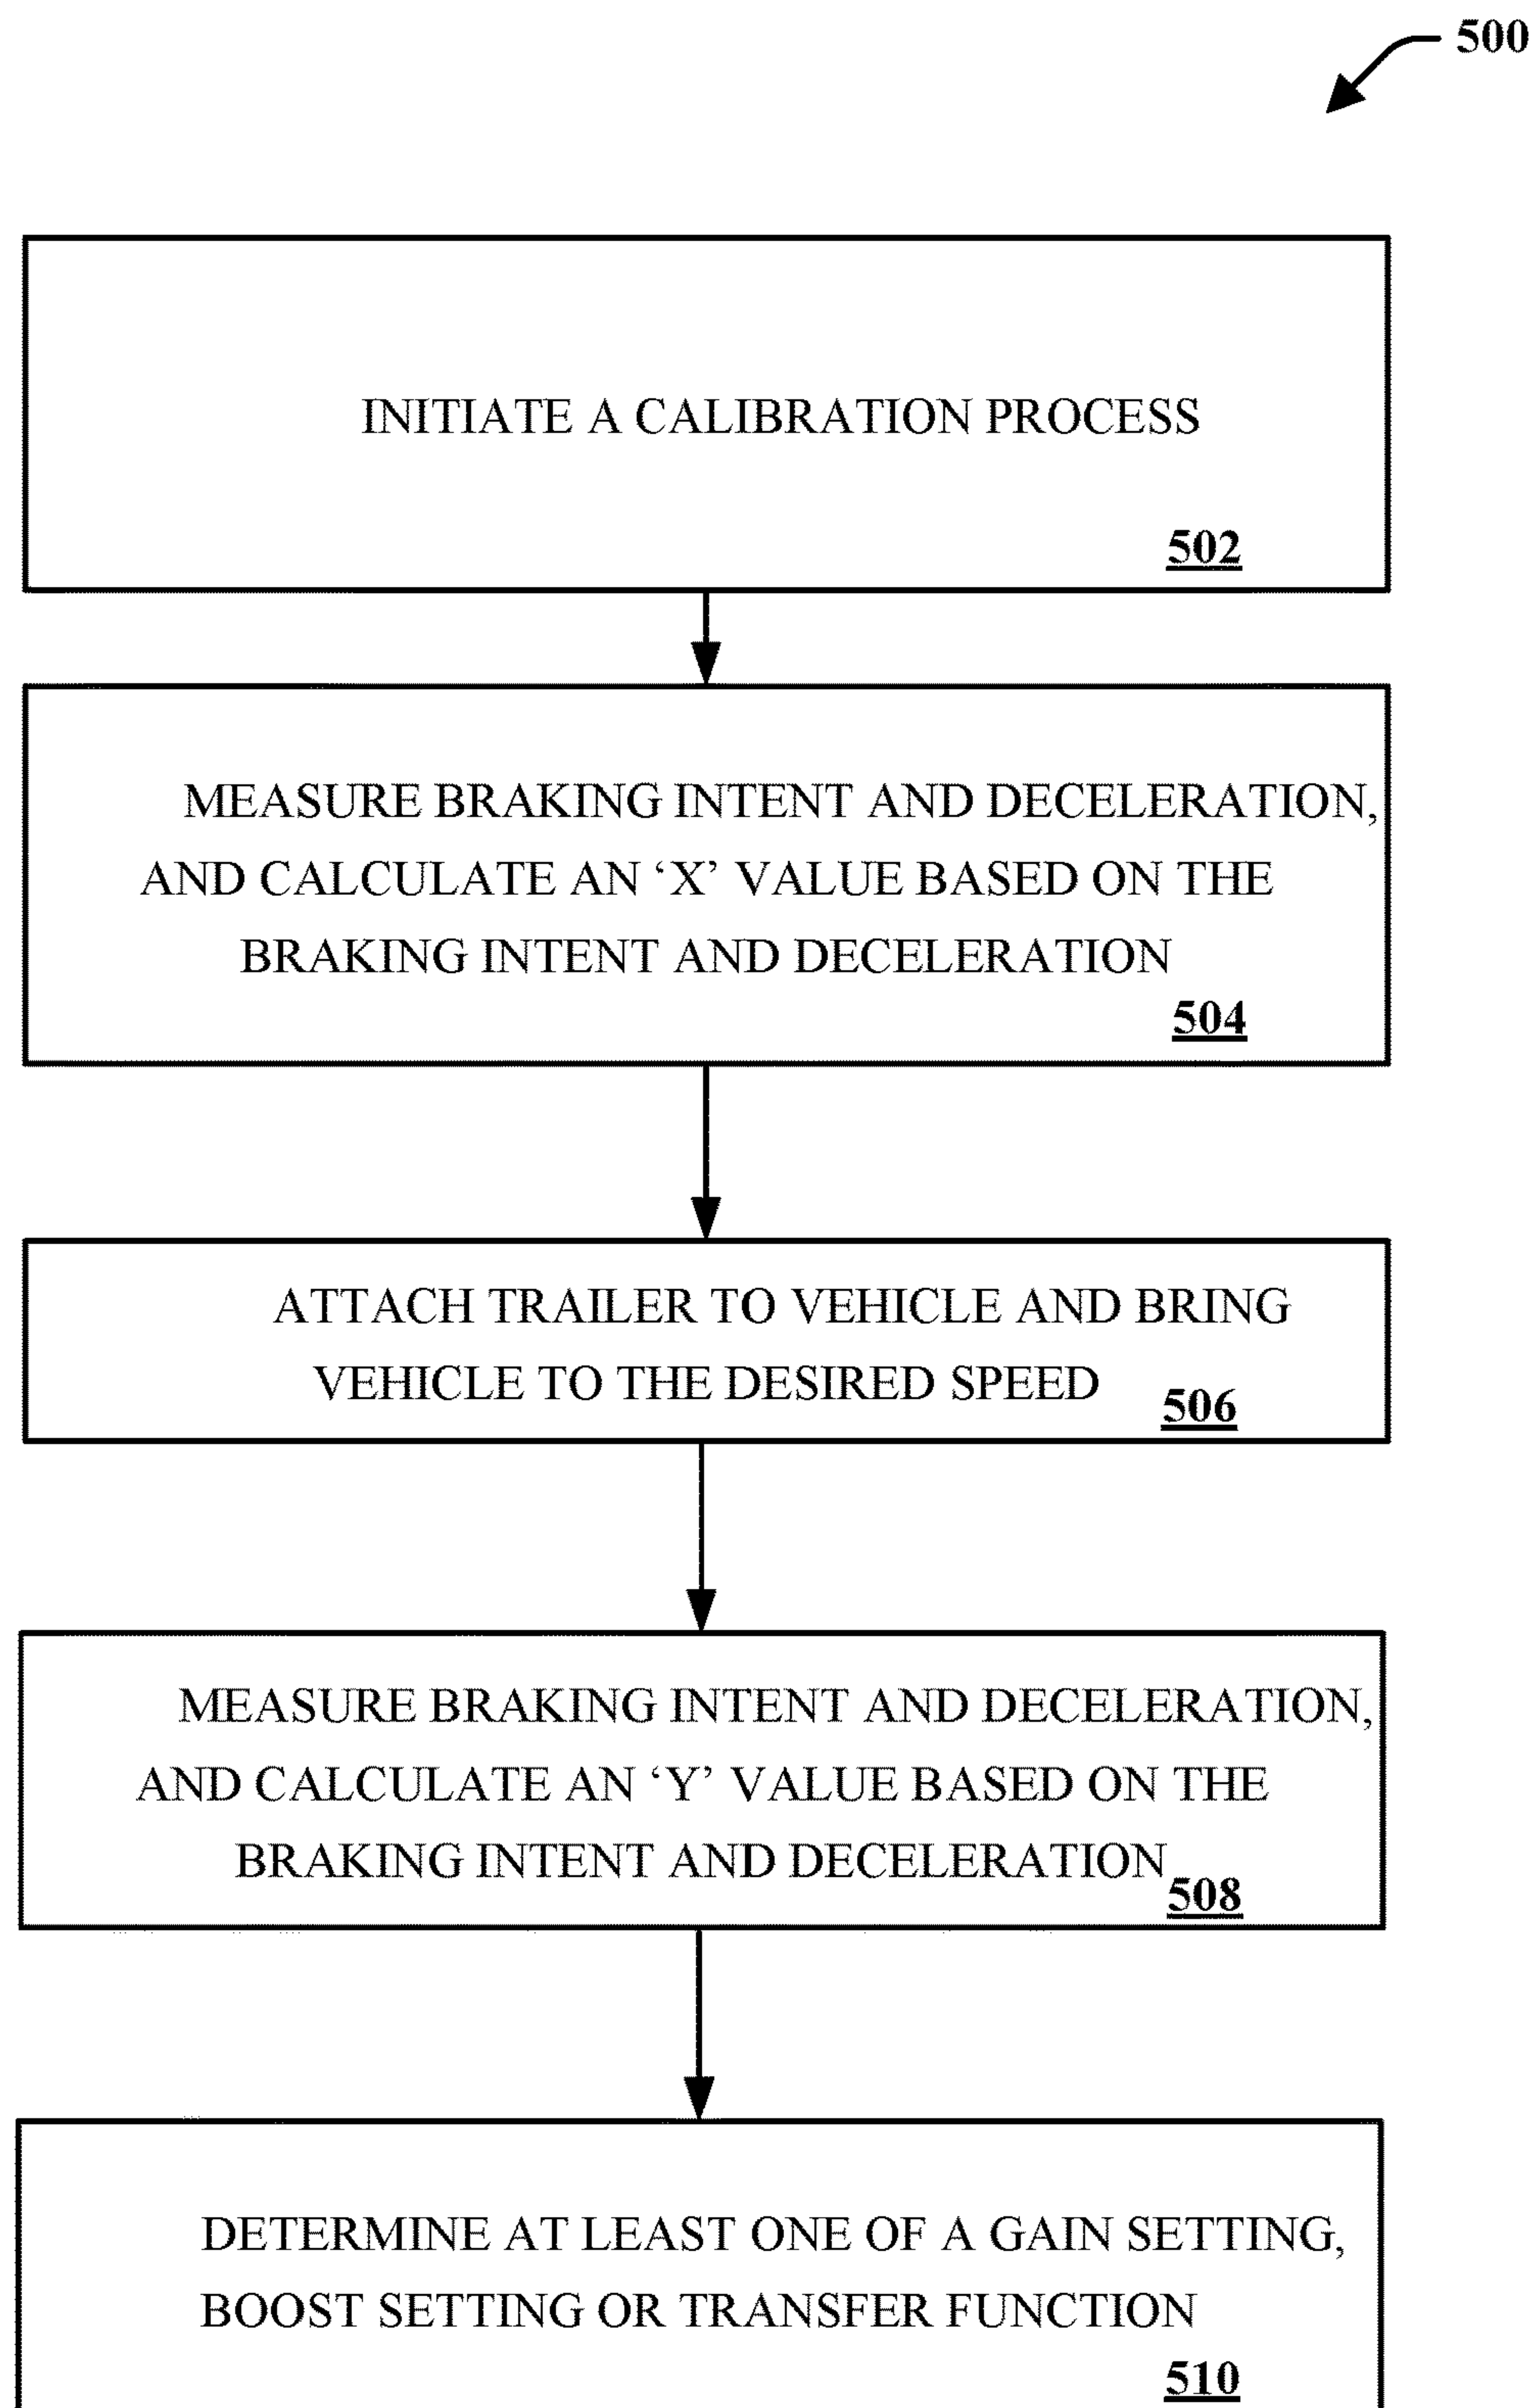 500
INITIATE A CALIBRATION PROCESS
502
MEASURE BRAKING INTENT AND DECELERATION,
AND CALCULATE AN ‘X’ VALUE BASED ON THE
BRAKING INTENT AND DECELERATION
504
ATTACH TRAILER TO VEHICLE AND BRING
VEHICLE TO THE DESIRED SPEED
506
MEASURE BRAKING INTENT AND DECELERATION,
AND CALCULATE AN ‘Y’ VALUE BASED ON THE
BRAKING INTENT AND DECELERATION
508
DETERMINE AT LEAST ONE OF A GAIN SETTING,
BOOST SETTING OR TRANSFER FUNCTION
510